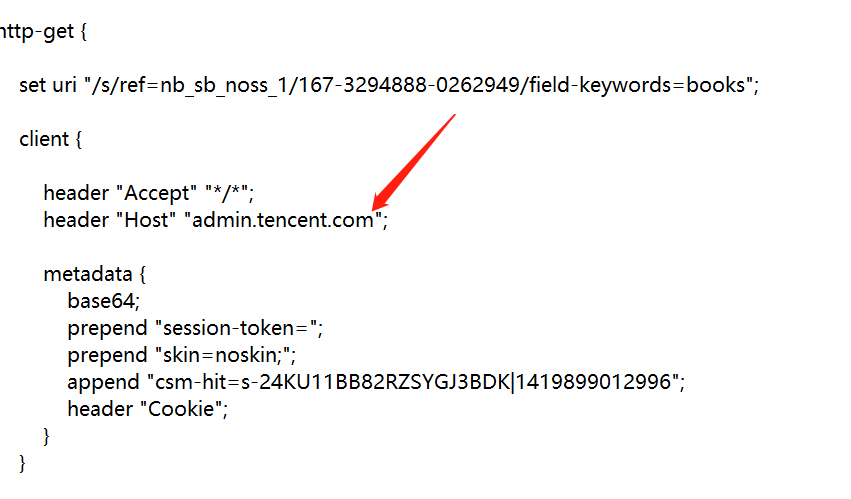 http-get {
set uri "/s/ref=nb_sb_noss_1/167-3294888-0262949/field-keywords=books";
client {
header "Accept" "*/*";
header "Host" "admin.tencent.com";
metadata {
base64;
prepend "session-token=";
prepend "skin=noskin;";
append "csm-hit=s-24KU11BB82RZSYGJ3BDK|1419899012996";
header "Cookie";
}
}